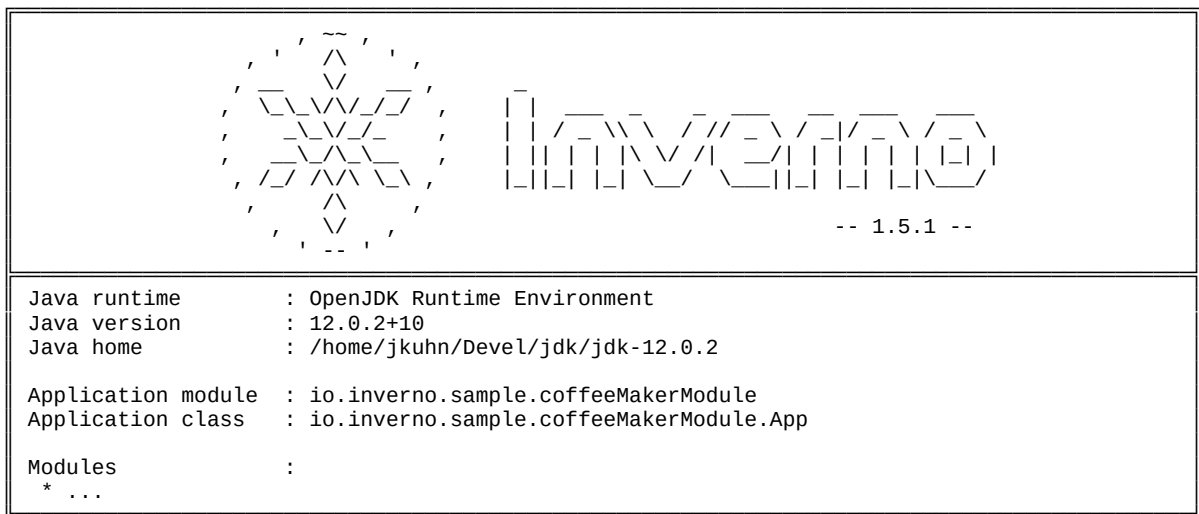 Inverno
-- 1.5.1 --
Java runtime : OpenJDK Runtime Environment
Java version : 12.0.2+10
Java home : /home/jkuhn/Devel/jdk/jdk-12.0.2
Application module : io.inverno.sample.coffeeMakerModule
Application class : io.inverno.sample.coffeeMakerModule.App
Modules :
* ...